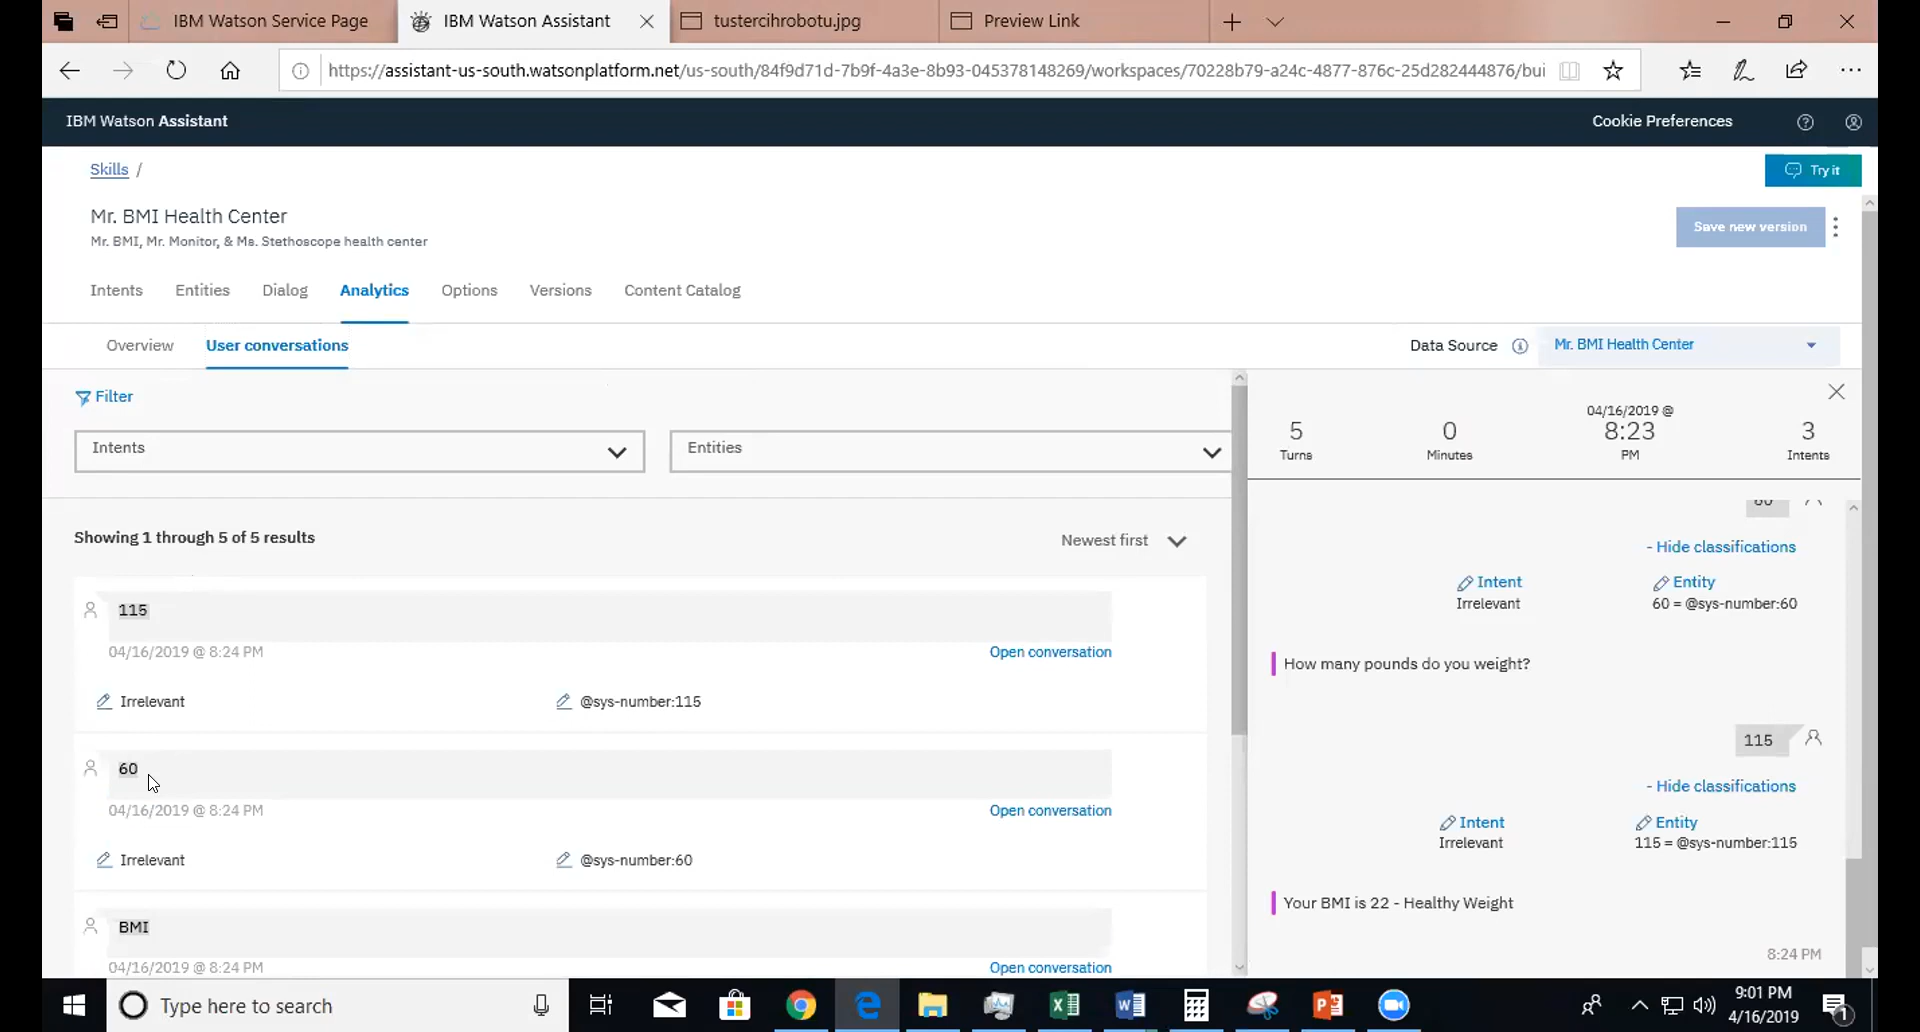 IBM Watson Service Page
IBM Watson Assistant
tustercihrobotu.jpg
Preview Link
https://assistant-us-south.watsonplatform.net/us-south/84f9d71d-7b9f-4a3e-8b93-045378148269/workspaces/70228b79-a24c-4877-876c-25d282444876/bui
IBM Watson Assistant
Cookie Preferences
Skills /
Try it
Mr. BMI Health Center
Mr. BMI, Mr. Monitor, & Ms. Stethoscope health center
Save new version
Intents Entities Dialog Analytics Options Versions Content Catalog
Overview User conversations
Data Source Mr. BMI Health Center
Filter
Intents
Entities
Showing 1 through 5 of 5 results
Newest first
115
04/16/2019 @ 8:24 PM
Open conversation
Irrelevant
@sys-number:115
60
04/16/2019 @ 8:24 PM
Open conversation
Irrelevant
@sys-number:60
BMI
04/16/2019 @ 8:24 PM
Open conversation
5
Turns
0
Minutes
04/16/2019 @
8:23
PM
3
Intents
60
- Hide classifications
Intent
Irrelevant
Entity
60 = @sys-number:60
How many pounds do you weight?
115
- Hide classifications
Intent
Irrelevant
Entity
115 = @sys-number:115
Your BMI is 22 - Healthy Weight
8:24 PM
Type here to search
9:01 PM
4/16/2019
1